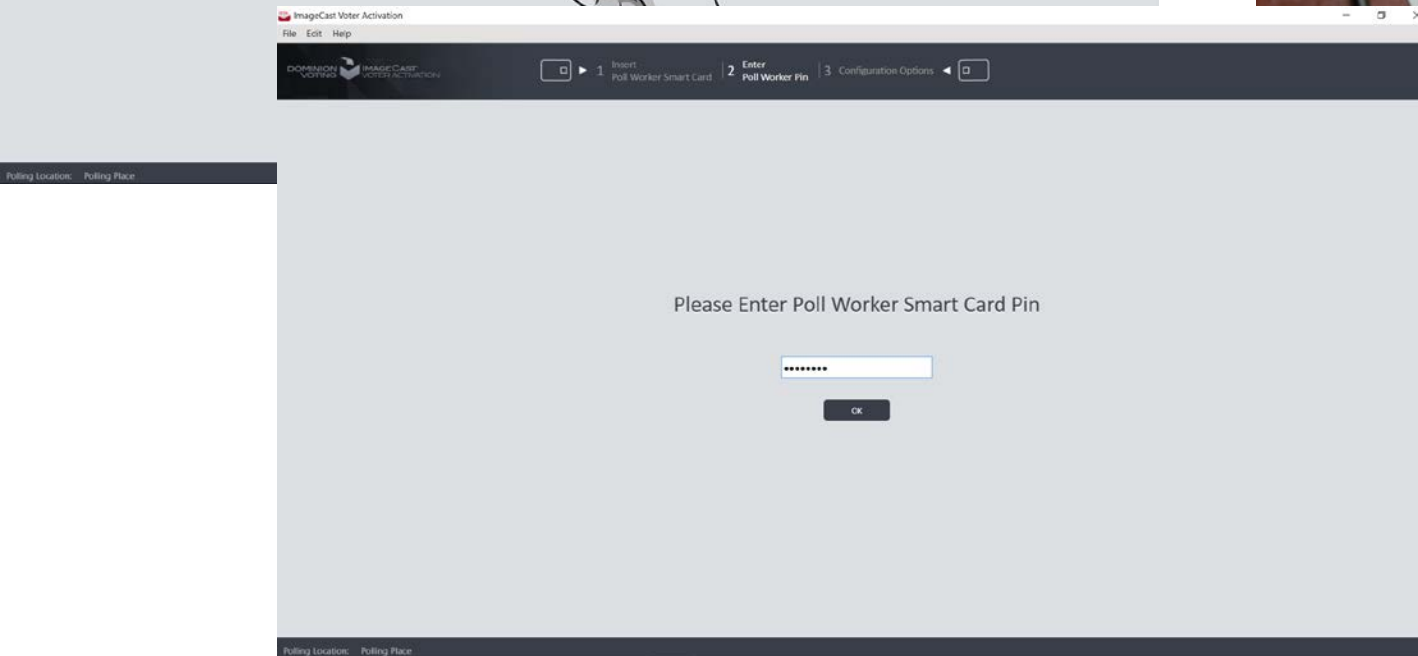 ImageCast Voter Activation
File Edit Help
DOMINION VOTING IMAGECAST VOTER ACTIVATION
1 Insert Poll Worker Smart Card
2 Enter Poll Worker Pin
3 Configuration Options
Polling Location: Polling Place
Please Enter Poll Worker Smart Card Pin
OK
Polling Location: Polling Place